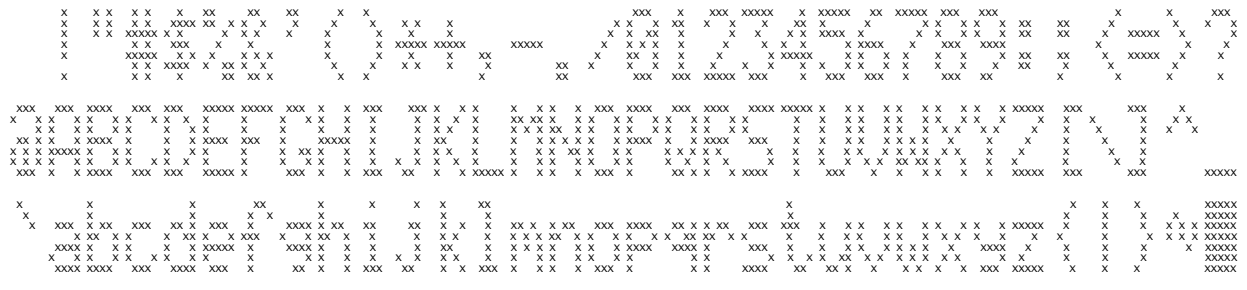 !"#$%&'()*+,-./0123456789:;<=>?
@ABCDEFGHIJKLMNOPQRSTUVWXYZ[\]^_
`abcdefghijklmnopqrstuvwxyz{|}~